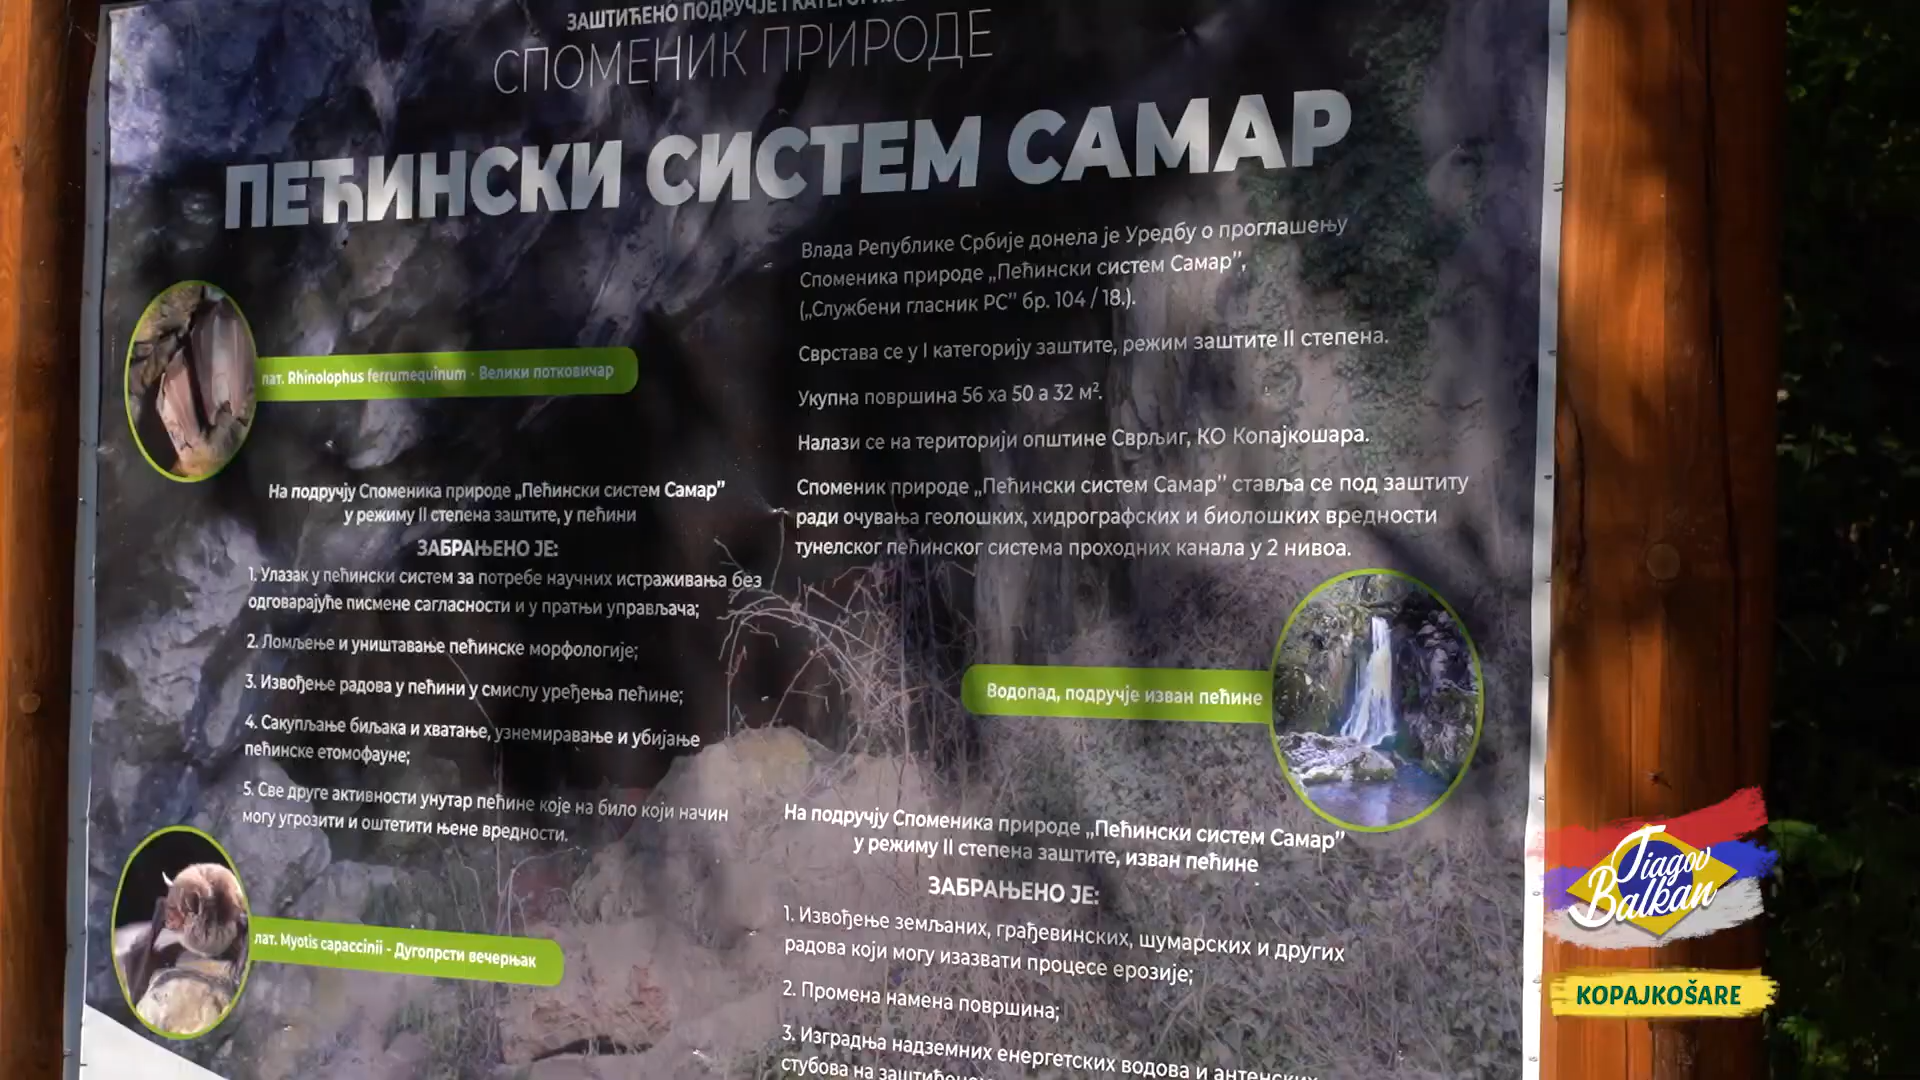 ЗАШТИЋЕНО ПОДРУЧЈЕ I
СПОМЕНИК ПРИРОДЕ
ПЕЋИНСКИ СИСТЕМ САМАР
Влада Републике Србије донела је Уредбу о проглашењу
Споменика природе „Пећински систем Самар”,
(„Службени гласник РС” бр. 104 / 18.).
Сврстава се у I категорију заштите, режим заштите II степена.
Укупна површина 56 ха 50 а 32 м².
Налази се на територији општине Сврљиг, КО Копајкошара.
Споменик природе „Пећински систем Самар” ставља се под заштиту
ради очувања геолошких, хидрографских и биолошких вредности
тунелског пећинског система проходних канала у 2 нивоа.
лат. Rhinolophus ferrumequinum - Велики потковичар
На подручју Споменика природе „Пећински систем Самар”
у режиму II степена заштите, у пећини
ЗАБРАЊЕНО ЈЕ:
1. Улазак у пећински систем за потребе научних истраживања без
одговарајуће писмене сагласности и у пратњи управљача;
2. Ломљење и уништавање пећинске морфологије;
3. Извођење радова у пећини у смислу уређења пећине;
4. Сакупљање биљака и хватање, узнемиравање и убијање
пећинске етомофауне;
5. Све друге активности унутар пећине које на било који начин
могу угрозити и оштетити њене вредности.
лат. Myotis capaccinii - Дугопрсти вечерњак
Водопад, подручје изван пећине
На подручју Споменика природе „Пећински систем Самар”
у режиму II степена заштите, изван пећине
ЗАБРАЊЕНО ЈЕ:
1. Извођење земљаних, грађевинских, шумарских и других
радова који могу изазвати процесе ерозије;
2. Промена намена површина;
3. Изградња надземних енергетских водова и антенских
стубова на
Tiagov
Balkan
KOPAJKOŠARE